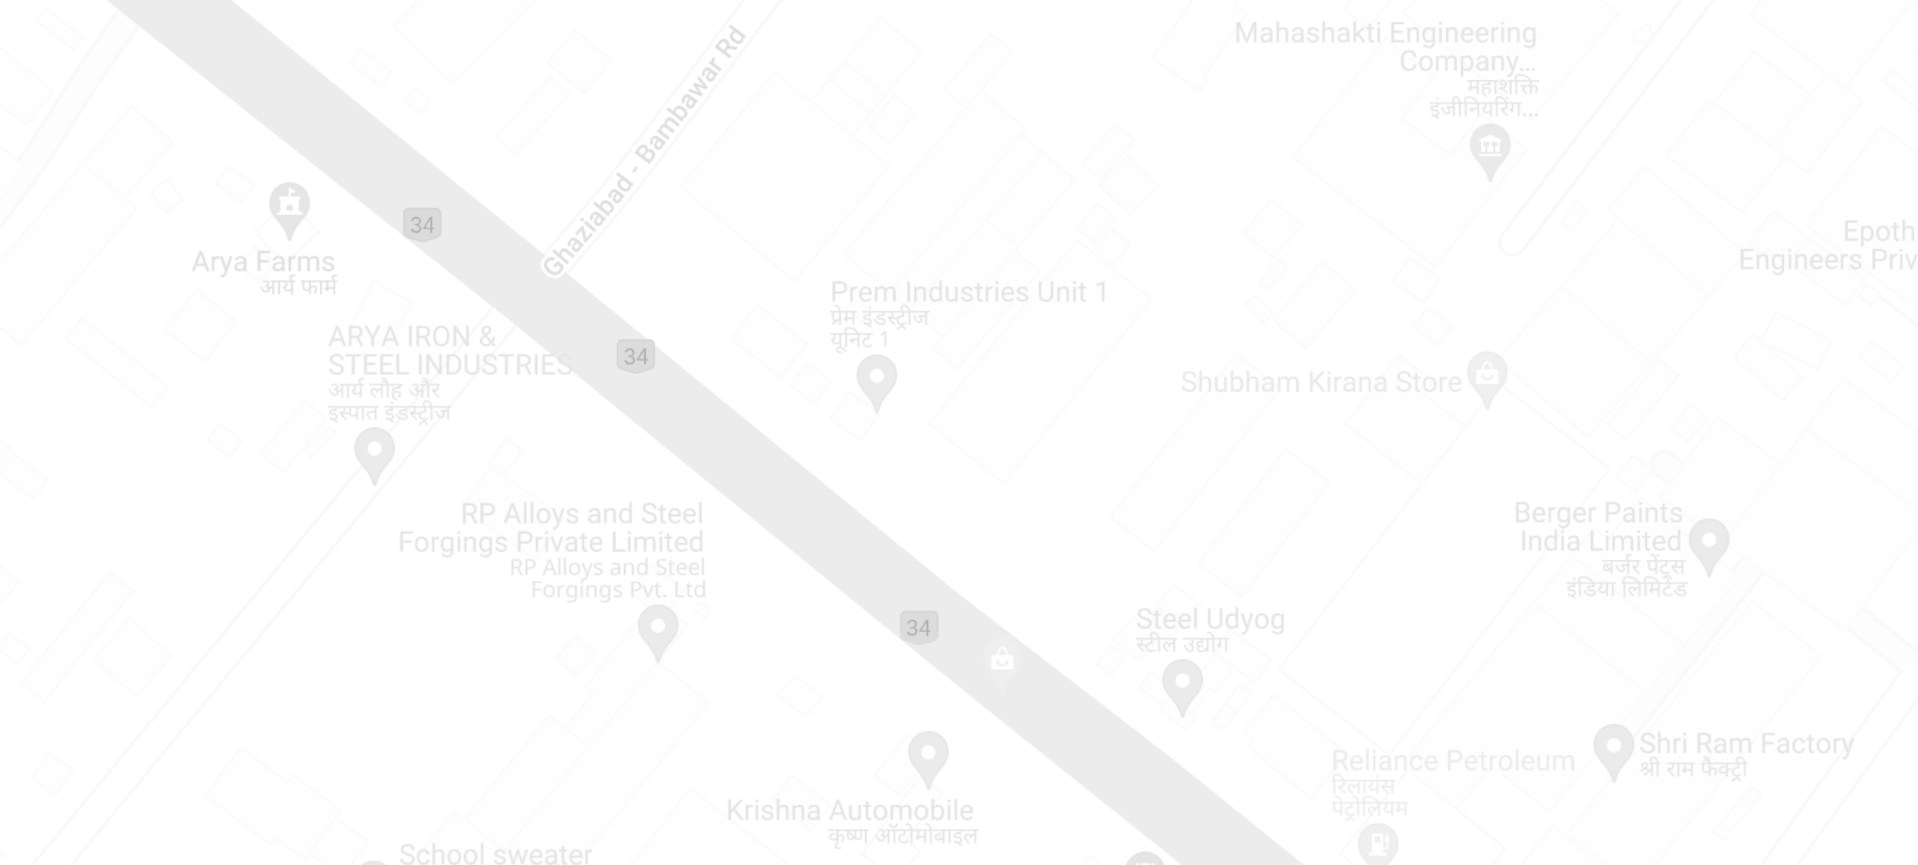 Mahashakti Engineering
Company...
महाशक्ति
इंजीनियरिंग...
Ghaziabad - Bambawar Rd
34
Arya Farms
आर्य फार्म
Epoth
Engineers Priv
Prem Industries Unit 1
प्रेम इंडस्ट्रीज
यूनिट 1
ARYA IRON &
STEEL INDUSTRIES
आर्य लौह और
इस्पात इंडस्ट्रीज
34
Shubham Kirana Store
RP Alloys and Steel
Forgings Private Limited
RP Alloys and Steel
Forgings Pvt. Ltd
Berger Paints
India Limited
बर्जर पेंट्स
इंडिया लिमिटेड
34
Steel Udyog
स्टील उद्योग
Shri Ram Factory
श्री राम फैक्ट्री
Reliance Petroleum
रिलायंस
पेट्रोलियम
Krishna Automobile
कृष्ण ऑटोमोबाइल
School sweater